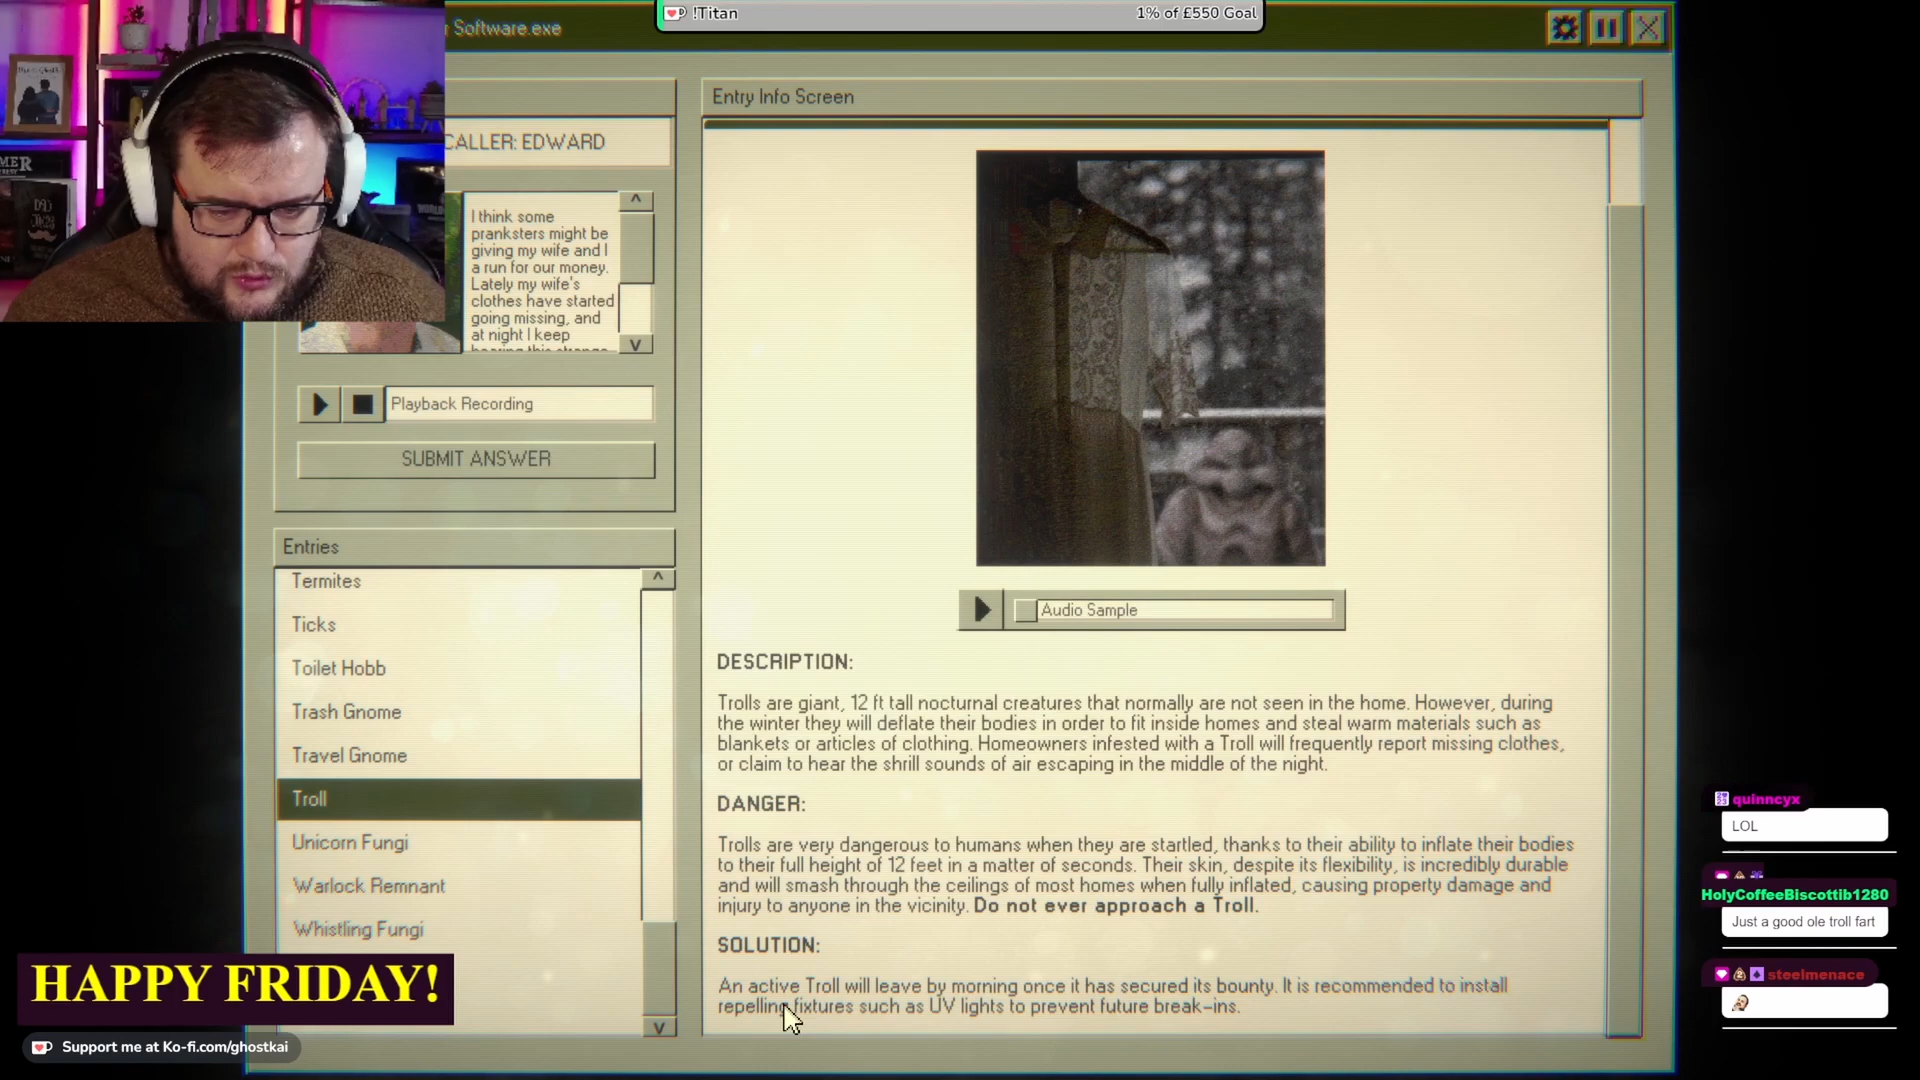 !Titan
1% of £550 Goal
Software.exe
CALLER: EDWARD
I think some
pranksters might be
giving my wife and I
a run for our money.
Lately my wife's
clothes have started
going missing, and
at night I keep
hearing this strange
Playback Recording
SUBMIT ANSWER
Entries
Termites
Ticks
Toilet Hobb
Trash Gnome
Travel Gnome
Troll
Unicorn Fungi
Warlock Remnant
Whistling Fungi
Entry Info Screen
Audio Sample
DESCRIPTION:
Trolls are giant, 12 ft tall nocturnal creatures that normally are not seen in the home. However, during
the winter they will deflate their bodies in order to fit inside homes and steal warm materials such as
blankets or articles of clothing. Homeowners infested with a Troll will frequently report missing clothes,
or claim to hear the shrill sounds of air escaping in the middle of the night.
DANGER:
Trolls are very dangerous to humans when they are startled, thanks to their ability to inflate their bodies
to their full height of 12 feet in a matter of seconds. Their skin, despite its flexibility, is incredibly durable
and will smash through the ceilings of most homes when fully inflated, causing property damage and
injury to anyone in the vicinity. Do not ever approach a Troll.
SOLUTION:
An active Troll will leave by morning once it has secured its bounty. It is recommended to install
repelling fixtures such as UV lights to prevent future break-ins.
quinncyx
LOL
HolyCoffeeBiscottib1280
Just a good ole troll fart
steelmenace
HAPPY FRIDAY!
Support me at Ko-fi.com/ghostkai